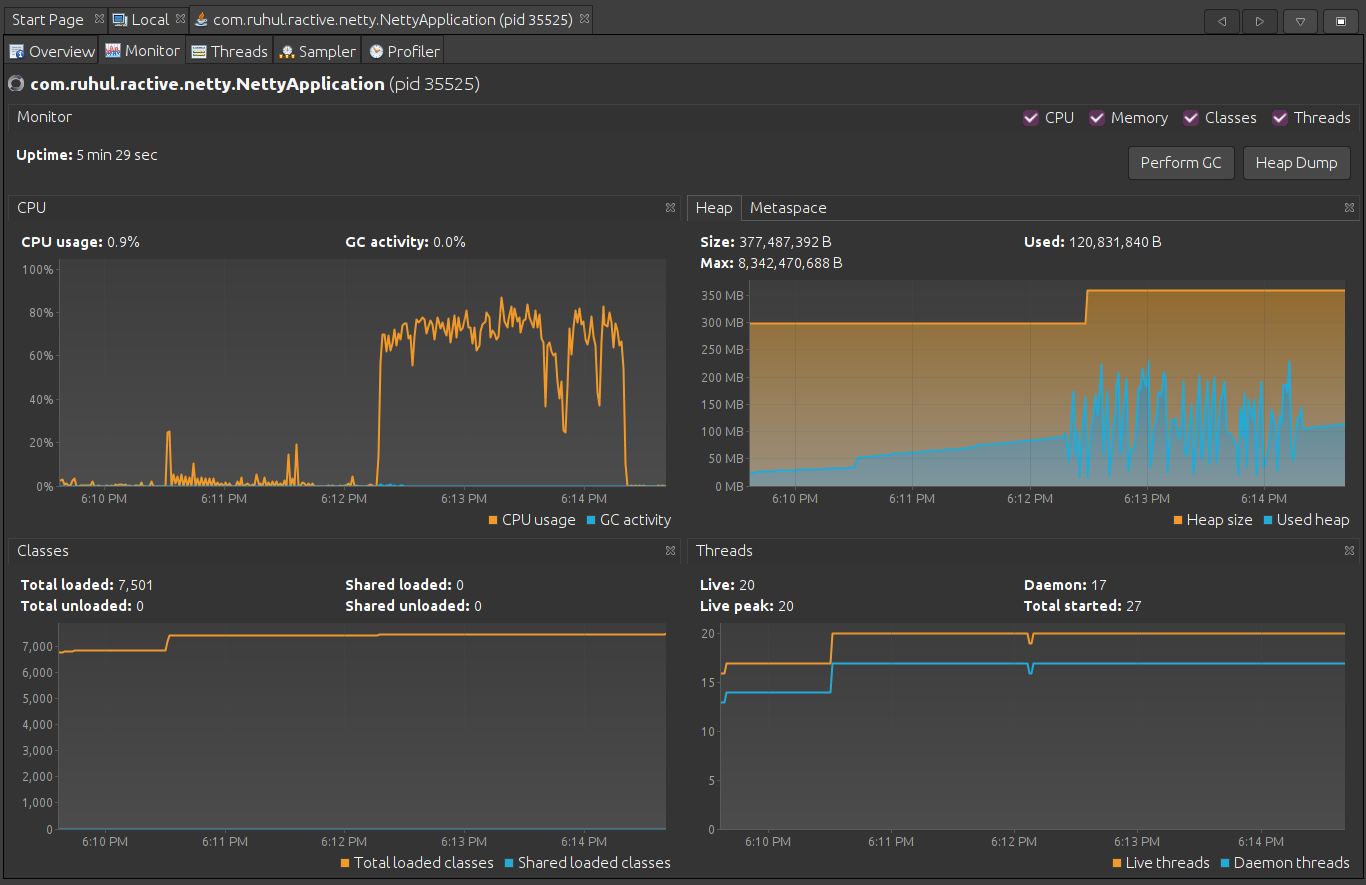 Start Page Local com.ruhul.ractive.netty.NettyApplication (pid 35525)
Overview Monitor Threads Sampler Profiler
com.ruhul.ractive.netty.NettyApplication (pid 35525)
Monitor CPU Memory Classes Threads
Uptime: 5 min 29 sec
Perform GC Heap Dump
CPU
CPU usage: 0.9% GC activity: 0.0%
100%
80%
60%
40%
20%
0%
6:10 PM 6:11 PM 6:12 PM 6:13 PM 6:14 PM
CPU usage GC activity
Heap Metaspace
Size: 377,487,392 B Used: 120,831,840 B
Max: 8,342,470,688 B
350 MB
300 MB
250 MB
200 MB
150 MB
100 MB
50 MB
0 MB
6:10 PM 6:11 PM 6:12 PM 6:13 PM 6:14 PM
Heap size Used heap
Classes
Total loaded: 7,501 Shared loaded: 0
Total unloaded: 0 Shared unloaded: 0
7,000
6,000
5,000
4,000
3,000
2,000
1,000
0
6:10 PM 6:11 PM 6:12 PM 6:13 PM 6:14 PM
Total loaded classes Shared loaded classes
Threads
Live: 20 Daemon: 17
Live peak: 20 Total started: 27
20
15
10
5
0
6:10 PM 6:11 PM 6:12 PM 6:13 PM 6:14 PM
Live threads Daemon threads